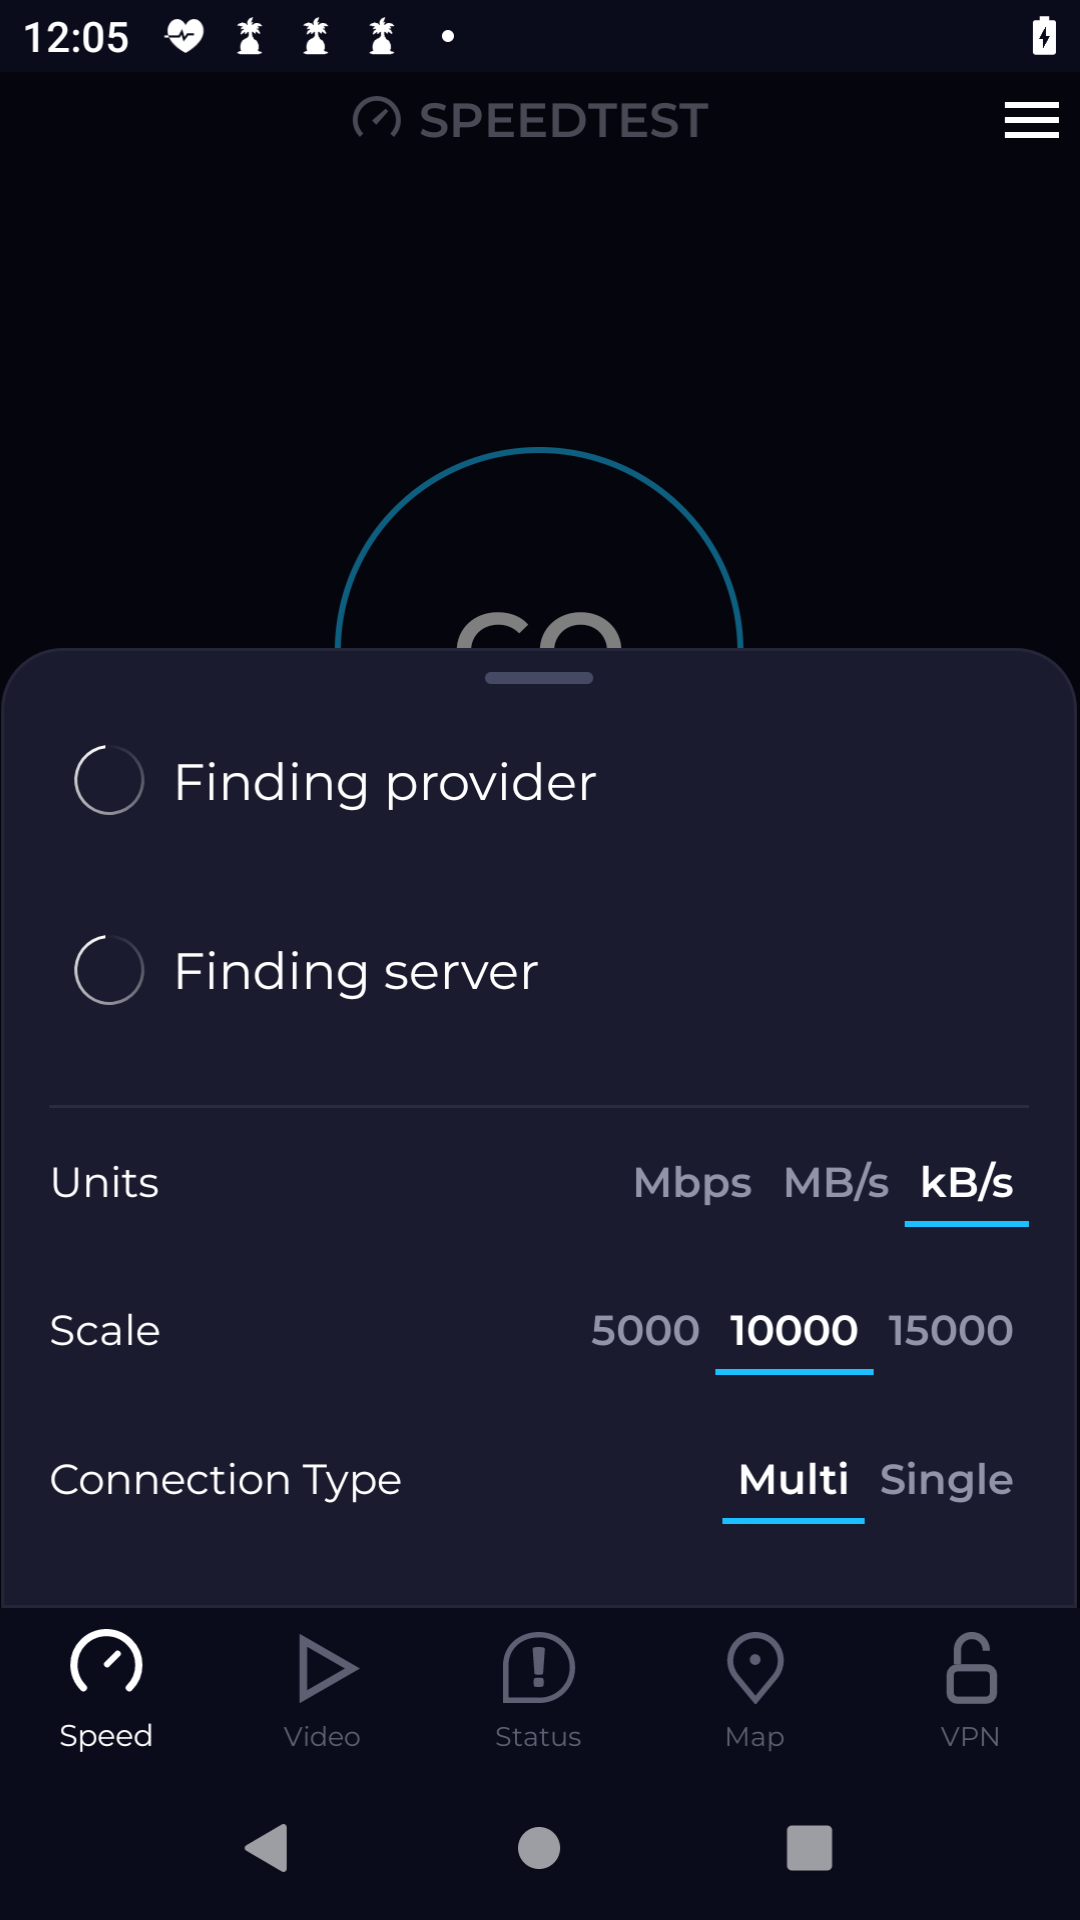 12:05
SPEEDTEST
GO
Finding provider
Finding server
Units Mbps MB/s kB/s
Scale 5000 10000 15000
Connection Type Multi Single
Speed Video Status Map VPN